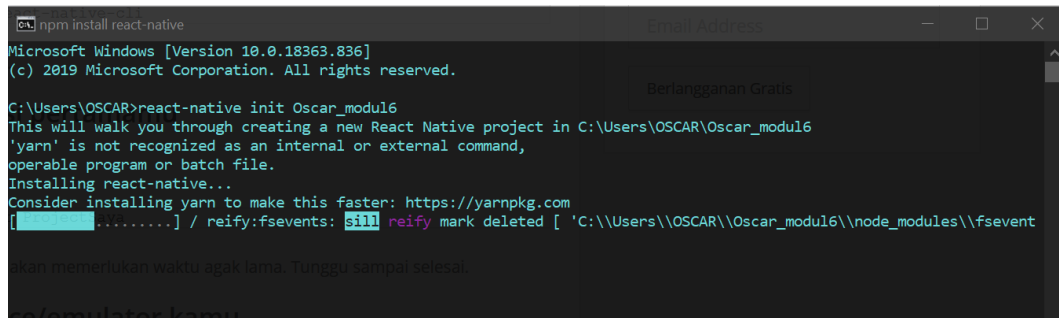 npm install react-native
Email Address
Microsoft Windows [Version 10.0.18363.836]
(c) 2019 Microsoft Corporation. All rights reserved.
Berlangganan Gratis
C:\Users\OSCAR>react-native init Oscar_modul6
This will walk you through creating a new React Native project in C:\Users\OSCAR\Oscar_modul6
'yarn' is not recognized as an internal or external command,
operable program or batch file.
Installing react-native...
Consider installing yarn to make this faster: https://yarnpkg.com
[.........] / reify:fsevents: sill reify mark deleted [ 'C:\\Users\\OSCAR\\Oscar_modul6\\node_modules\\fsevent
akan memerlukan waktu agak lama. Tunggu sampai selesai.